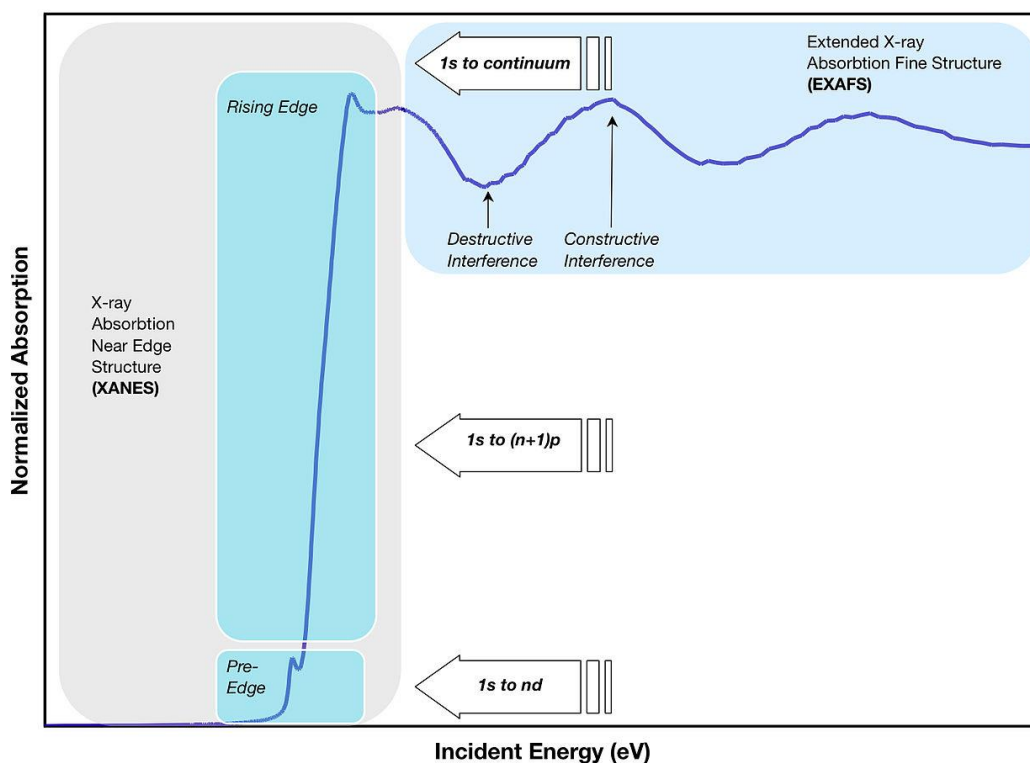 1s to continuum
Extended X-ray
Absorbtion Fine Structure
(EXAFS)
Rising Edge
Destructive
Interference
Constructive
Interference
X-ray
Absorbtion
Near Edge
Structure
(XANES)
1s to (n+1)p
Pre-
Edge
1s to nd
Normalized Absorption
Incident Energy (eV)